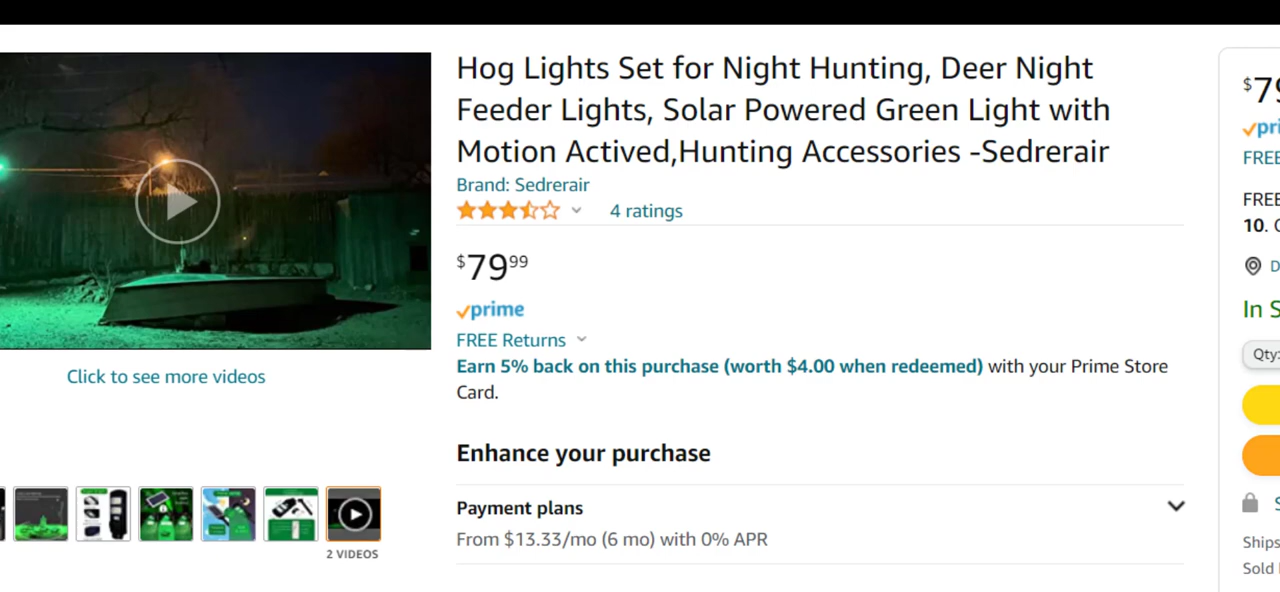 Hog Lights Set for Night Hunting, Deer Night
Feeder Lights, Solar Powered Green Light with
Motion Actived,Hunting Accessories -Sedrerair
Brand: Sedrerair
4 ratings
$79.99
prime
FREE Returns
Earn 5% back on this purchase (worth $4.00 when redeemed) with your Prime Store
Card.
Enhance your purchase
Payment plans
From $13.33/mo (6 mo) with 0% APR
Click to see more videos
2 VIDEOS
FREE
10.
In
Qty:
Ships
Sold